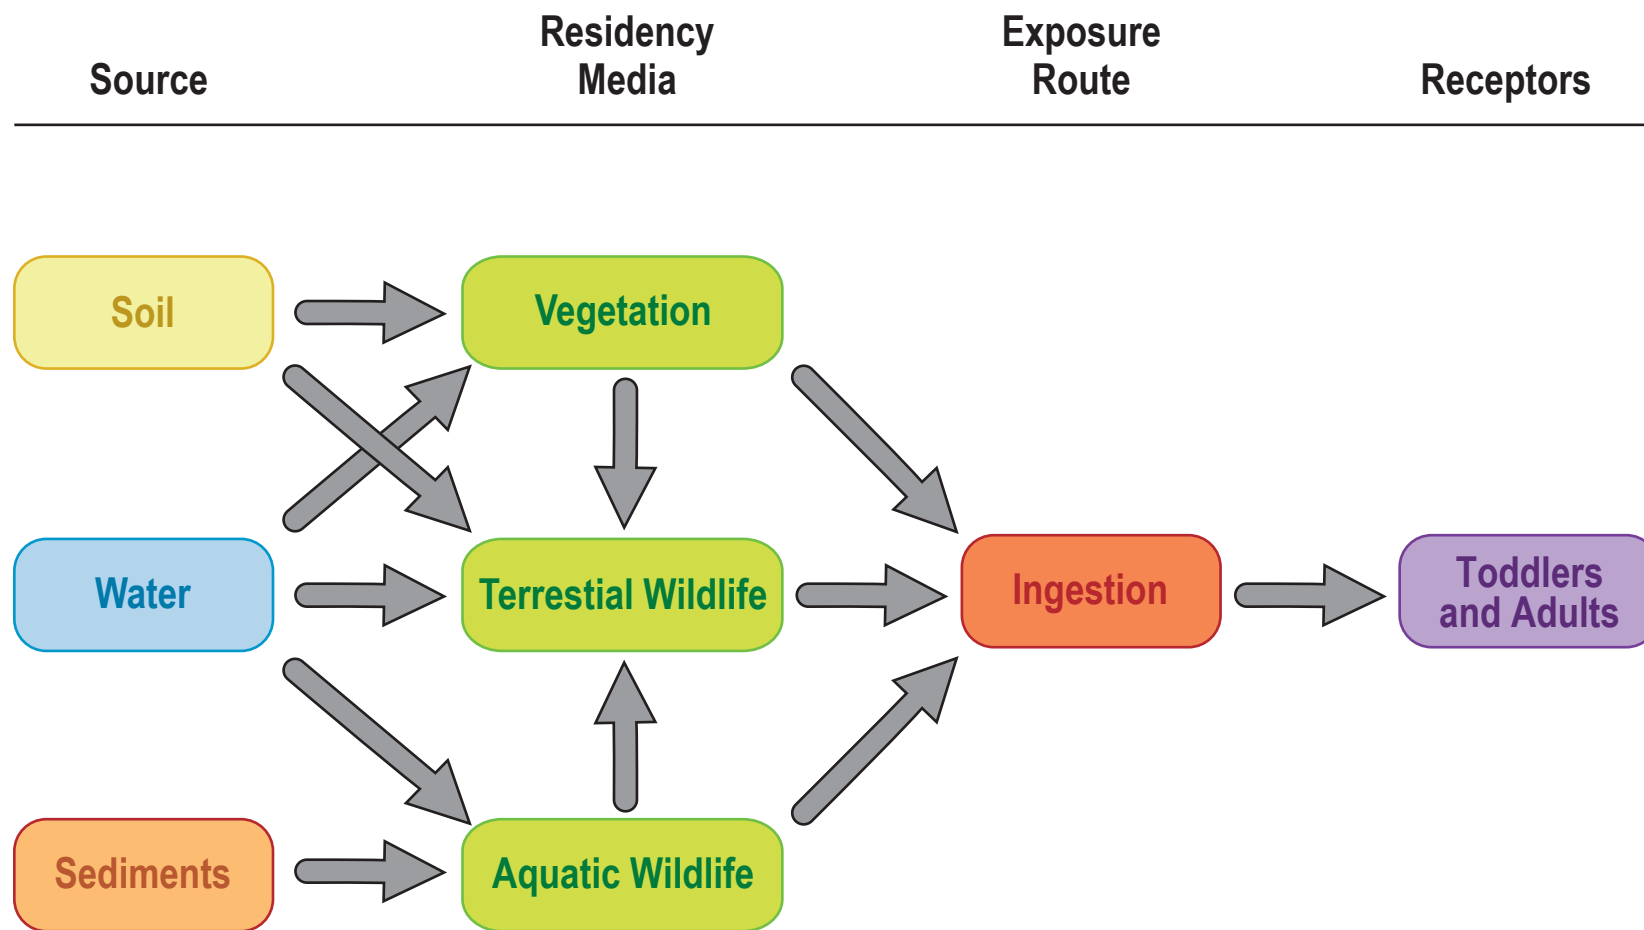 Source
Residency
Media
Exposure
Route
Receptors
Soil
Vegetation
Water
Terrestial Wildlife
Ingestion
Toddlers
and Adults
Sediments
Aquatic Wildlife